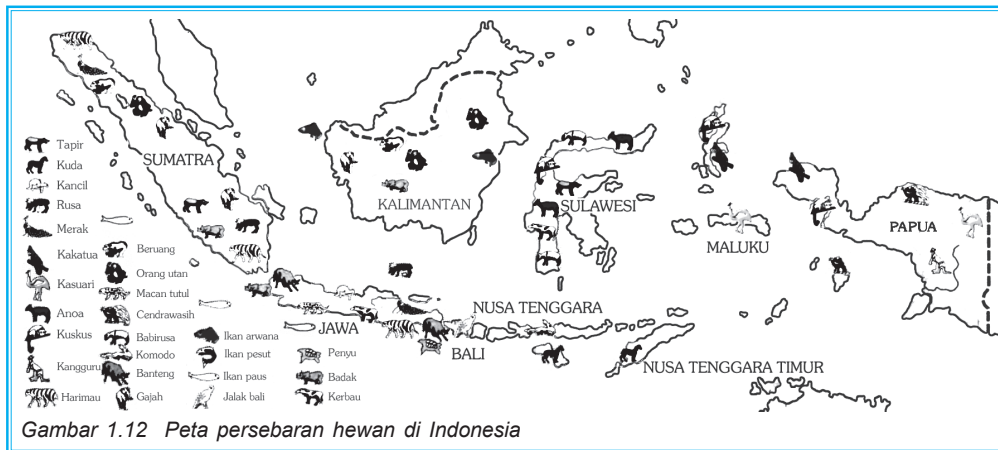 SUMATRA
KALIMANTAN
SULAWESI
MALUKU
PAPUA
JAWA
BALI
NUSA TENGGARA
NUSA TENGGARA TIMUR
Tapir
Kuda
Kancil
Rusa
Merak
Kakatua
Kasuari
Anoa
Kuskus
Kangguru
Harimau
Beruang
Orang utan
Macan tutul
Cendrawasih
Babirusa
Komodo
Banteng
Gajah
Ikan arwana
Ikan pesut
Ikan paus
Jalak bali
Penyu
Badak
Kerbau
Gambar 1.12 Peta persebaran hewan di Indonesia